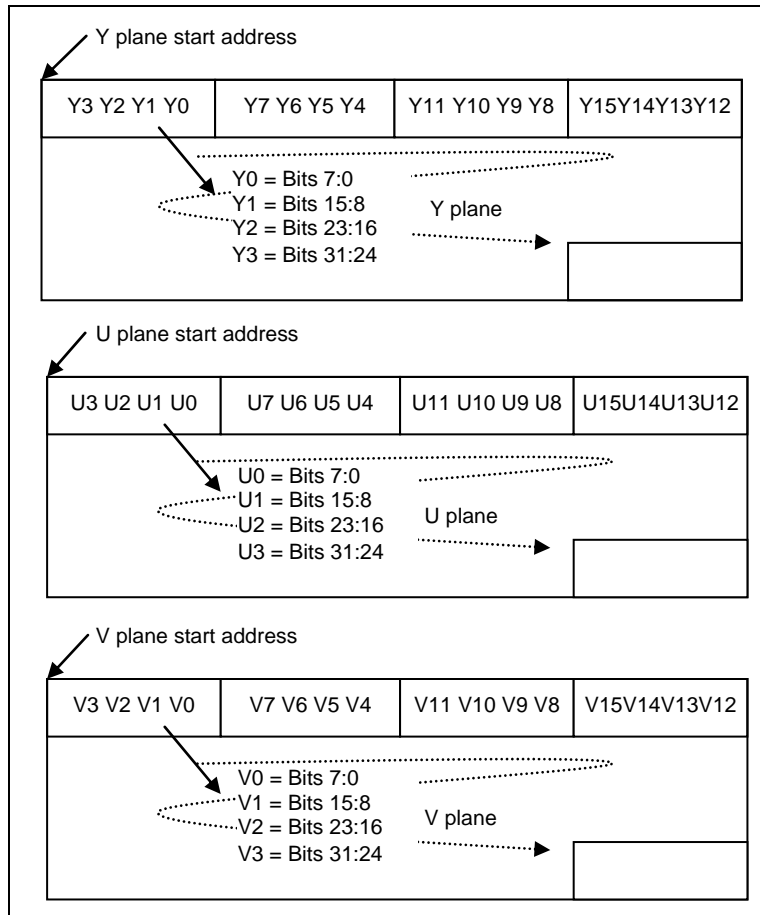 Y plane start address
Y3 Y2 Y1 Y0 Y7 Y6 Y5 Y4 Y11 Y10 Y9 Y8 Y15Y14Y13Y12
Y0 = Bits 7:0
Y1 = Bits 15:8
Y plane
Y2 = Bits 23:16
Y3 = Bits 31:24
U plane start address
U3 U2 U1 U0 U7 U6 U5 U4 U11 U10 U9 U8 U15U14U13U12
U0 = Bits 7:0
U1 = Bits 15:8
U plane
U2 = Bits 23:16
U3 = Bits 31:24
V plane start address
V3 V2 V1 V0 V7 V6 V5 V4 V11 V10 V9 V8 V15V14V13V12
V0 = Bits 7:0
V1 = Bits 15:8
V plane
V2 = Bits 23:16
V3 = Bits 31:24